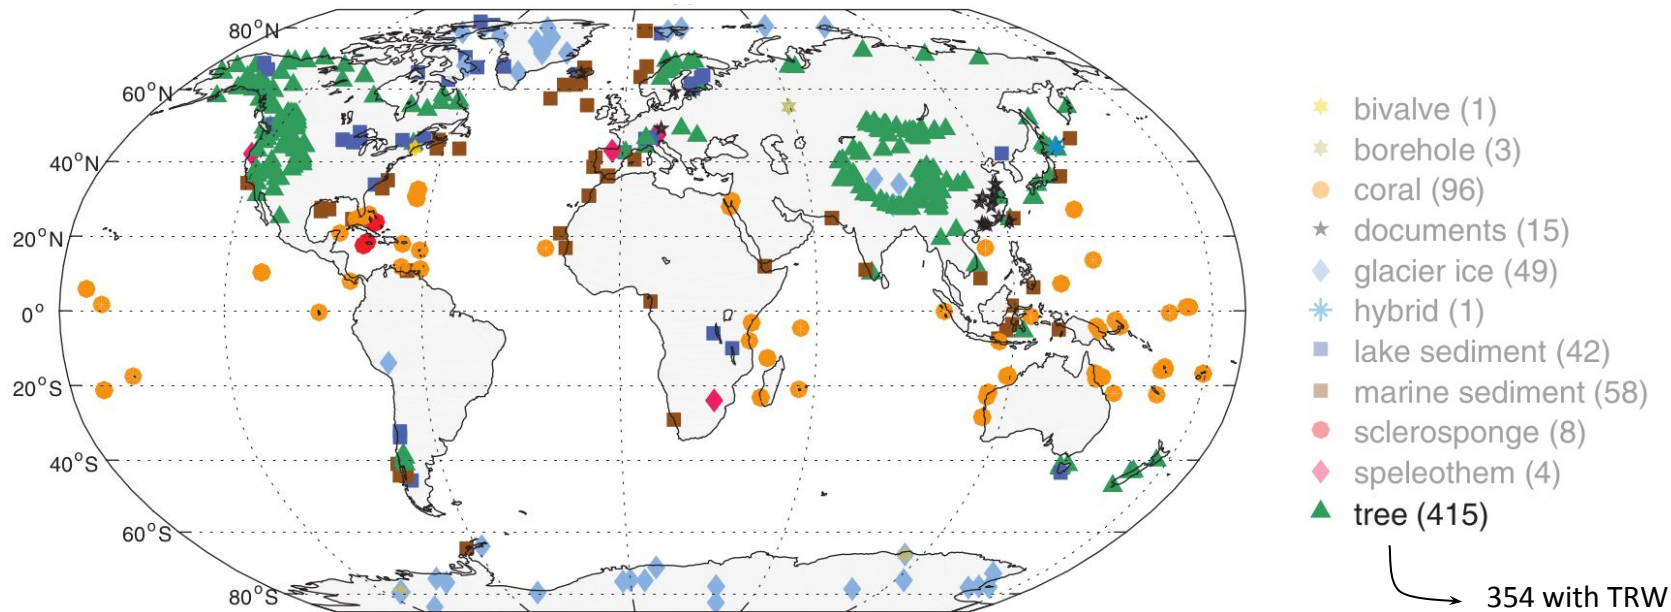 80°N
60°N
40°N
20°N
0°
20°S
40°S
60°S
80°S
bivalve (1)
borehole (3)
coral (96)
documents (15)
glacier ice (49)
hybrid (1)
lake sediment (42)
marine sediment (58)
sclerosponge (8)
speleothem (4)
tree (415)
354 with TRW